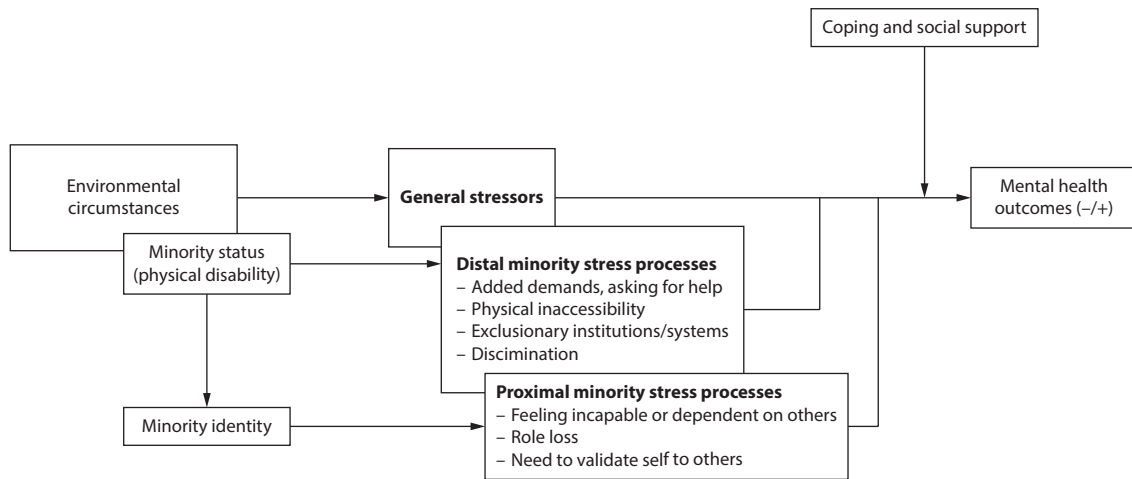 Coping and social support
Environmental
circumstances
General stressors
Mental health
outcomes (–/+)
Minority status
(physical disability)
Distal minority stress processes
– Added demands, asking for help
– Physical inaccessibility
– Exclusionary institutions/systems
– Discimination
Proximal minority stress processes
– Feeling incapable or dependent on others
– Role loss
– Need to validate self to others
Minority identity